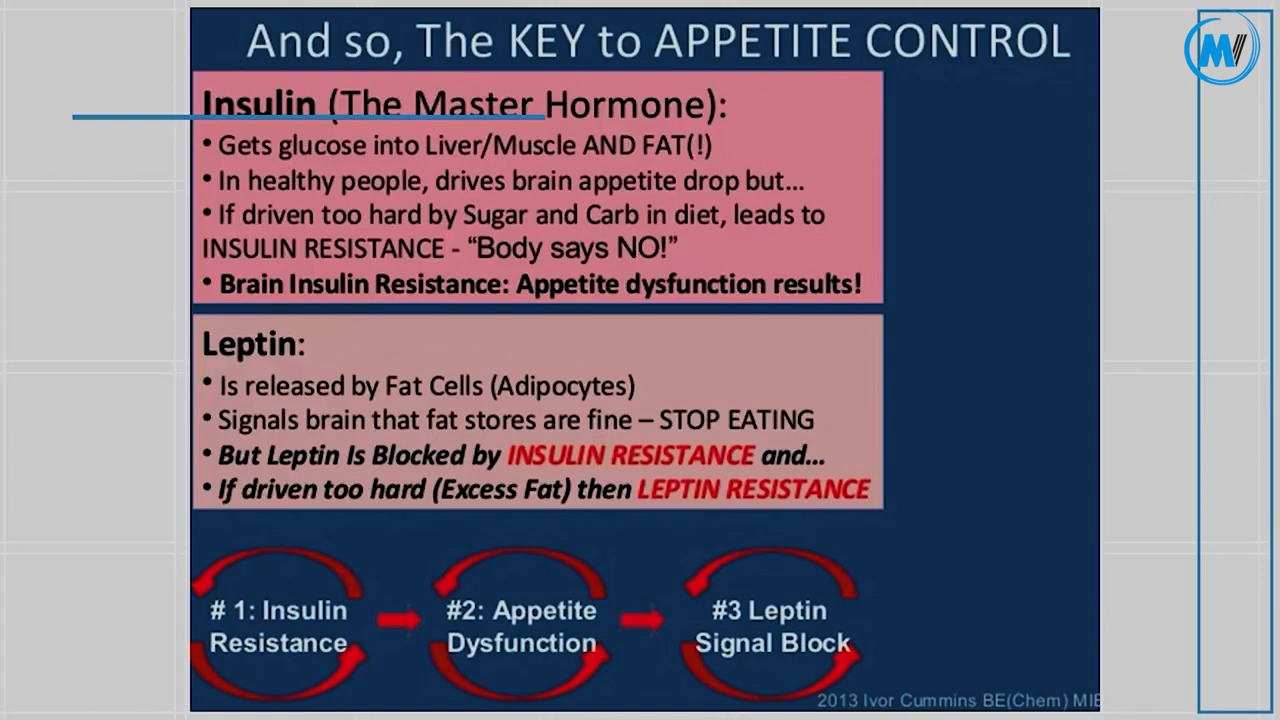 And so, The KEY to APPETITE CONTROL
Insulin (The Master Hormone):
• Gets glucose into Liver/Muscle AND FAT(!)
• In healthy people, drives brain appetite drop but...
• If driven too hard by Sugar and Carb in diet, leads to
INSULIN RESISTANCE - “Body says NO!”
• Brain Insulin Resistance: Appetite dysfunction results!
Leptin:
• Is released by Fat Cells (Adipocytes)
• Signals brain that fat stores are fine – STOP EATING
• But Leptin Is Blocked by INSULIN RESISTANCE and...
• If driven too hard (Excess Fat) then LEPTIN RESISTANCE
# 1: Insulin
Resistance
#2: Appetite
Dysfunction
#3 Leptin
Signal Block
2013 Ivor Cummins BE(Chem) MIE
MV